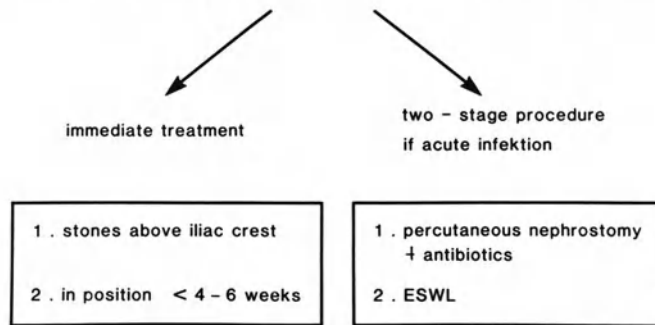 immediate treatment
two - stage procedure
if acute infektion
1 . stones above iliac crest
2 . in position < 4 - 6 weeks
1 . percutaneous nephrostomy
+ antibiotics
2 . ESWL